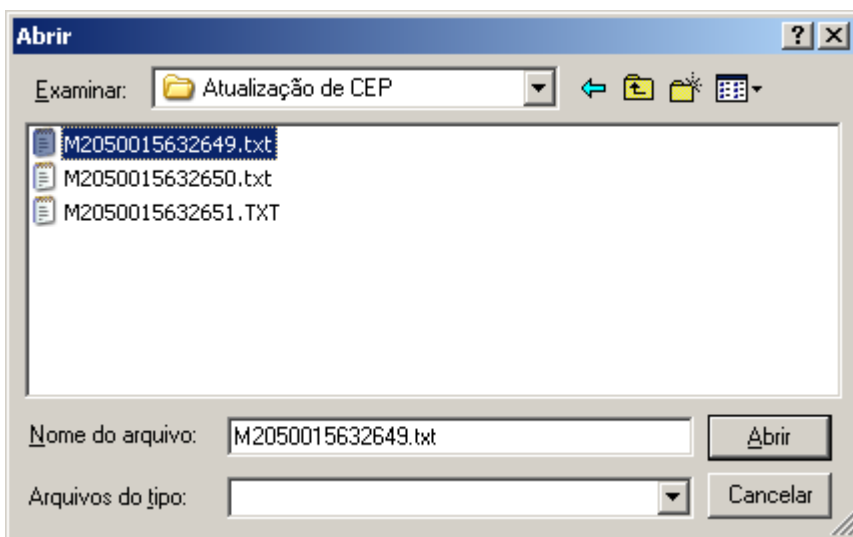 Abrir
Examinar: Atualização de CEP
M2050015632649.txt
M2050015632650.txt
M2050015632651.TXT
Nome do arquivo: M2050015632649.txt Abrir
Arquivos do tipo: Cancelar